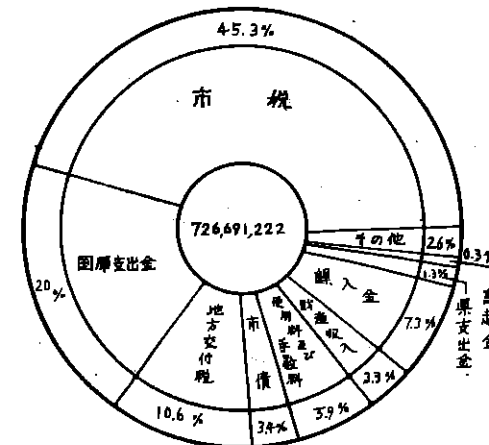 45.3%
市税
726,691,222
その他
2.6%
0.3%
1.3%
県支出金
繰入金
7.3%
財産収入
3.3%
使用料及び手数料
5.9%
市債
3.4%
地方交付税
10.6%
国庫支出金
20%